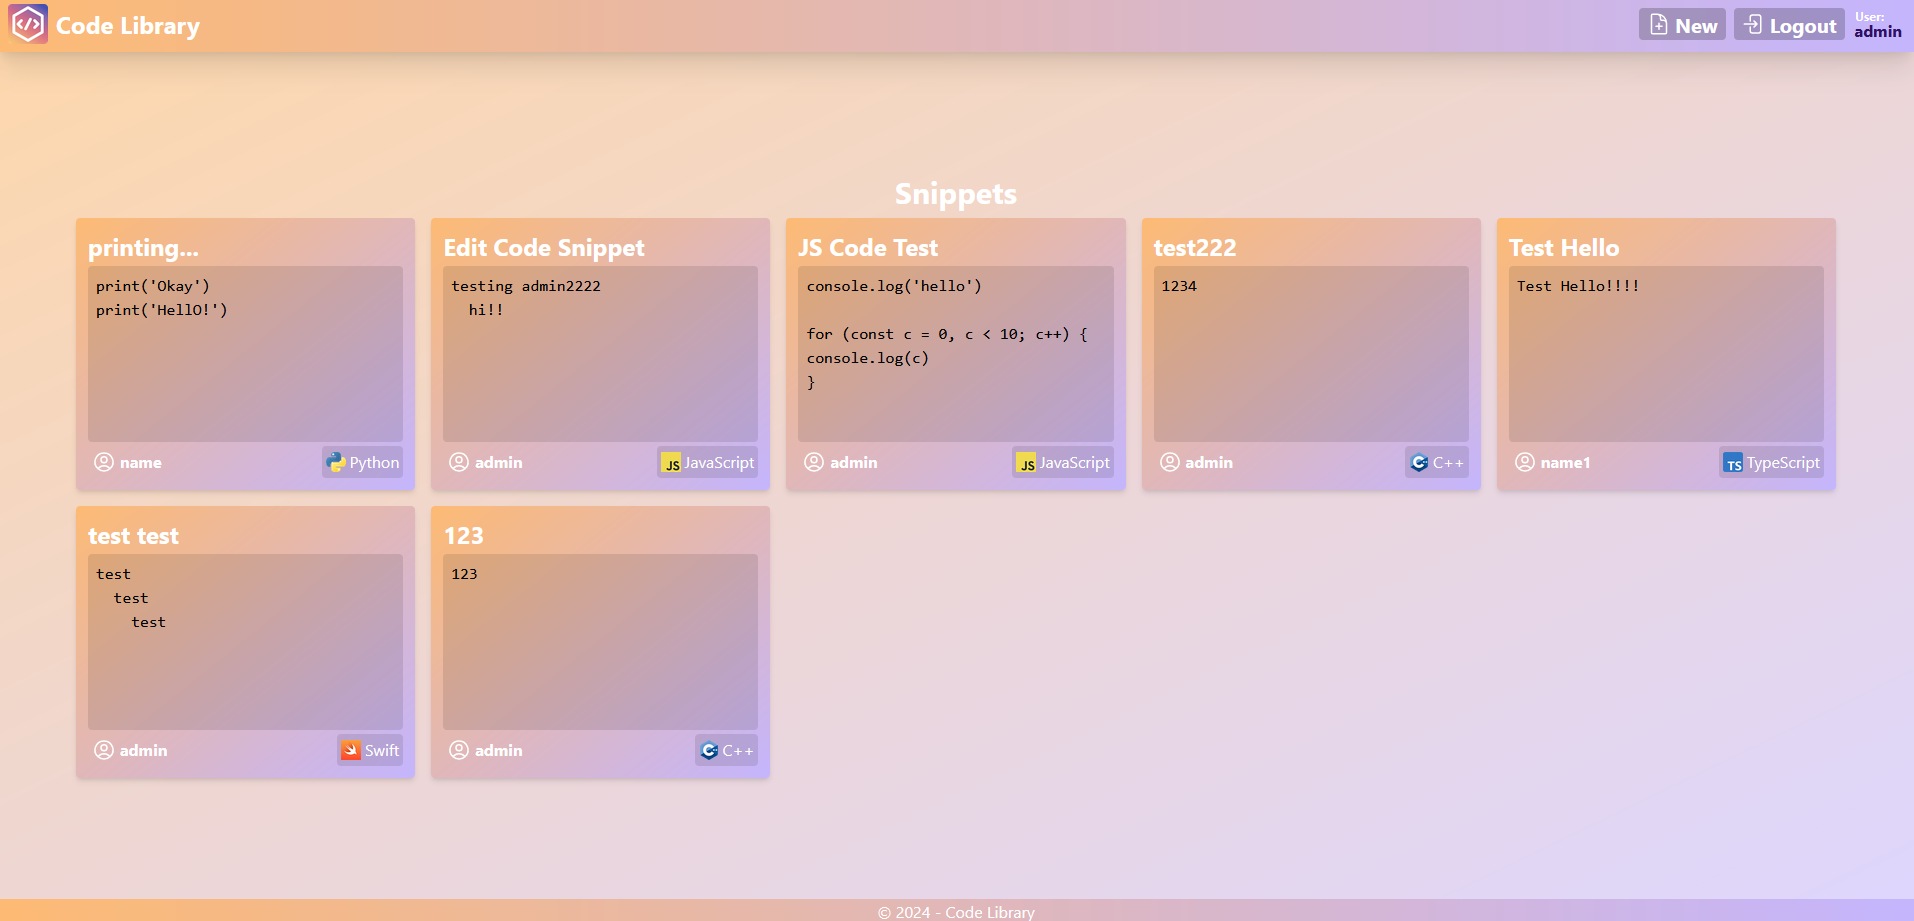 Code Library
New
Logout
User:
admin
Snippets
printing...
print('Okay')
print('HellO!')
name
Python
Edit Code Snippet
testing admin2222
  hi!!
admin
JS JavaScript
JS Code Test
console.log('hello')

for (const c = 0, c < 10; c++) {
console.log(c)
}
admin
JS JavaScript
test222
1234
admin
C++
Test Hello
Test Hello!!!!
name1
TS TypeScript
test test
test
  test
    test
admin
Swift
123
123
admin
C++
© 2024 - Code Library